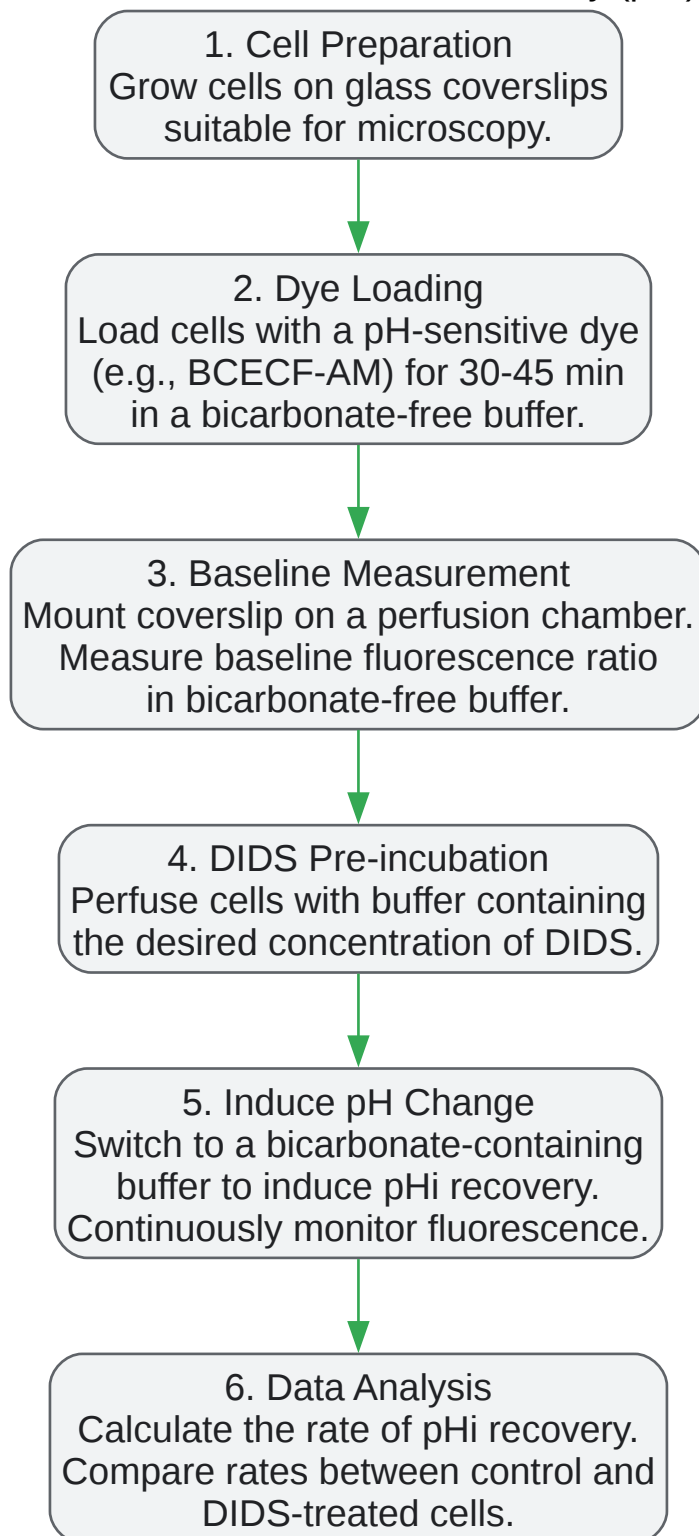 1. Cell Preparation
Grow cells on glass coverslips
suitable for microscopy.
2. Dye Loading
Load cells with a pH-sensitive dye
(e.g., BCECF-AM) for 30-45 min
in a bicarbonate-free buffer.
3. Baseline Measurement
Mount coverslip on a perfusion chamber.
Measure baseline fluorescence ratio
in bicarbonate-free buffer.
4. DIDS Pre-incubation
Perfuse cells with buffer containing
the desired concentration of DIDS.
5. Induce pH Change
Switch to a bicarbonate-containing
buffer to induce pHi recovery.
Continuously monitor fluorescence.
6. Data Analysis
Calculate the rate of pHi recovery.
Compare rates between control and
DIDS-treated cells.